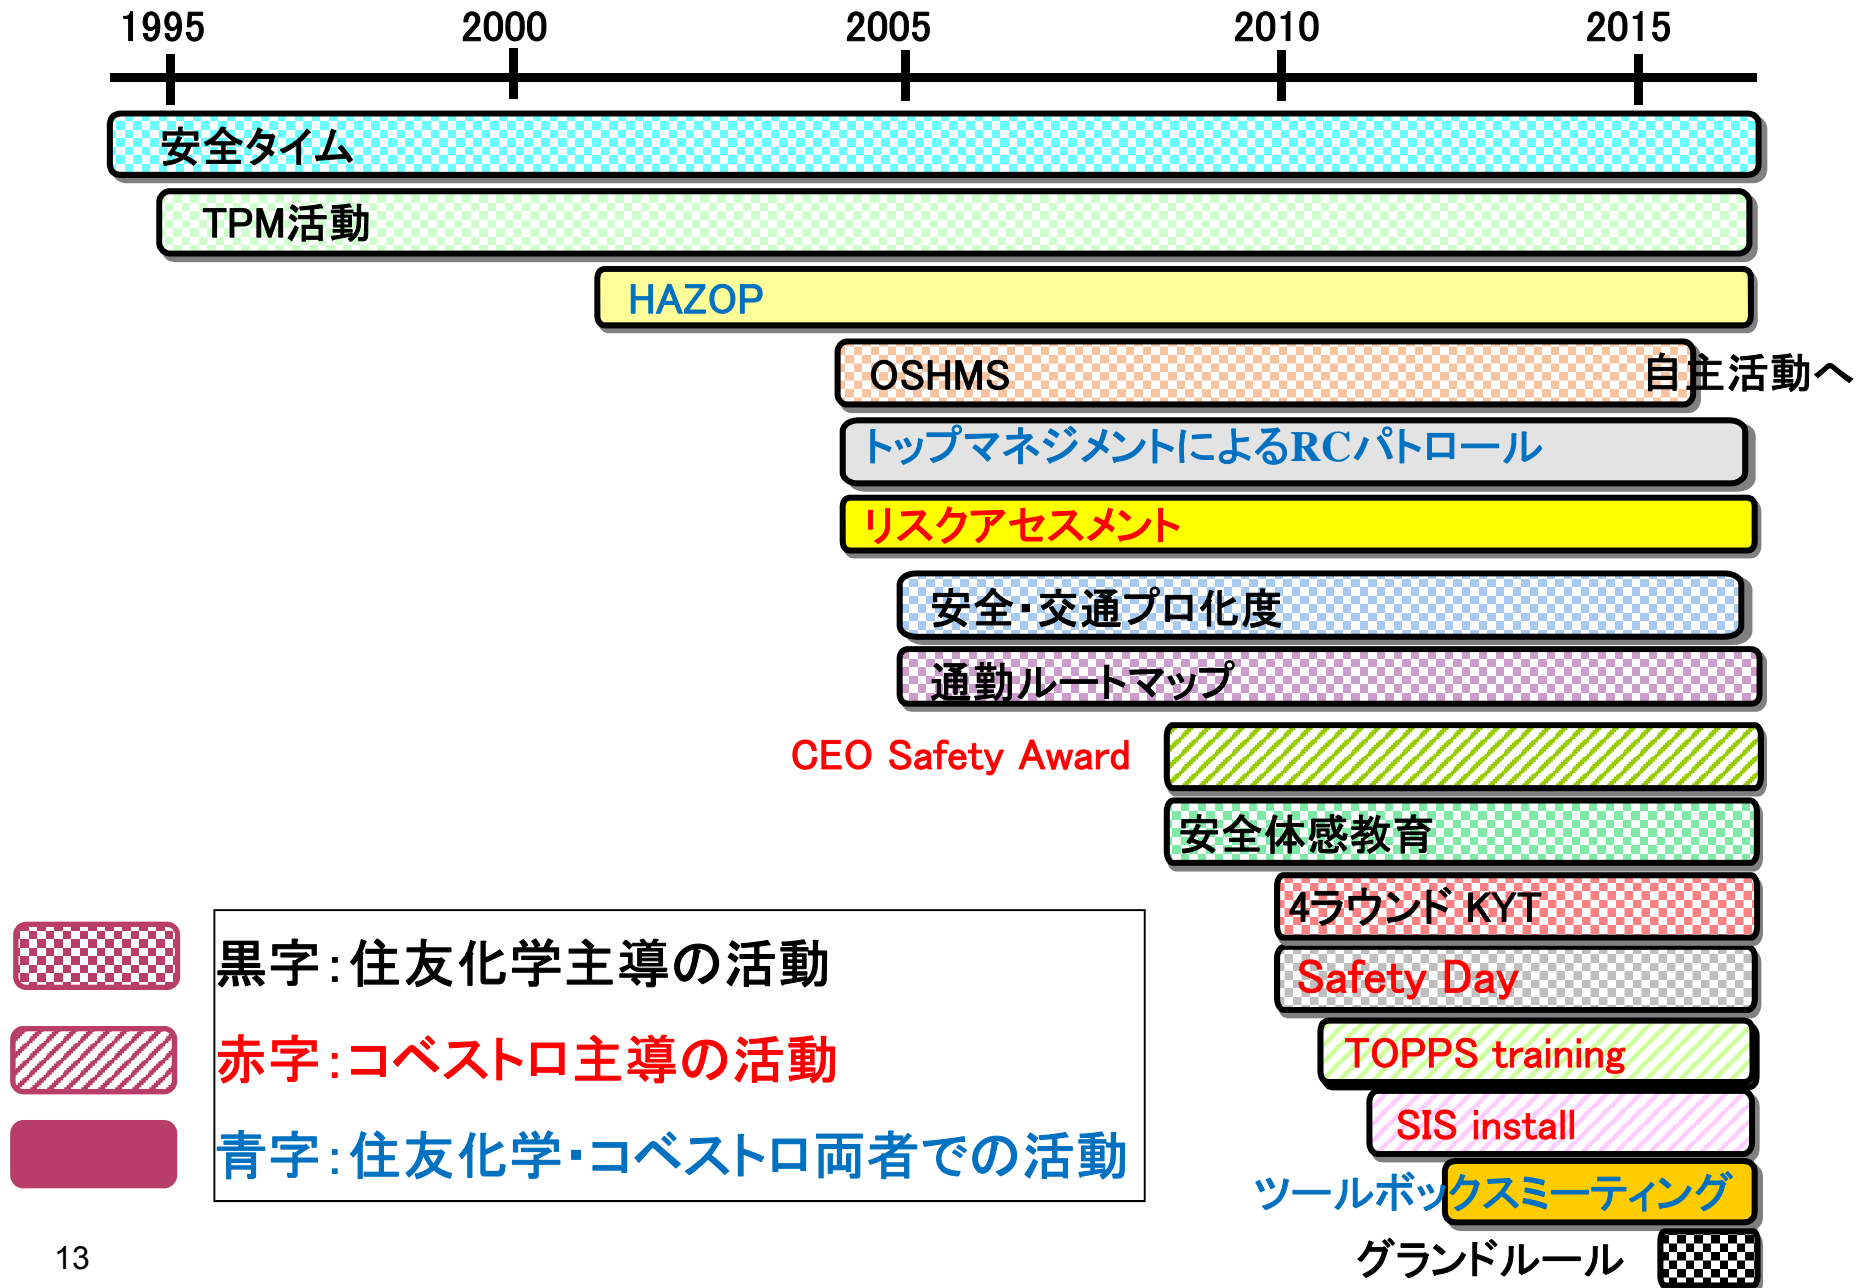 1995 2000 2005 2010 2015
安全タイム
TPM活動
HAZOP
OSHMS 自主活動へ
トップマネジメントによるRCパトロール
リスクアセスメント
安全・交通プロ化度
通勤ルートマップ
CEO Safety Award
安全体感教育
4ラウンド KYT
Safety Day
TOPPS training
SIS install
ツールボックスミーティング
グランドルール
黒字:住友化学主導の活動
赤字:コベストロ主導の活動
青字:住友化学・コベストロ両者での活動
13